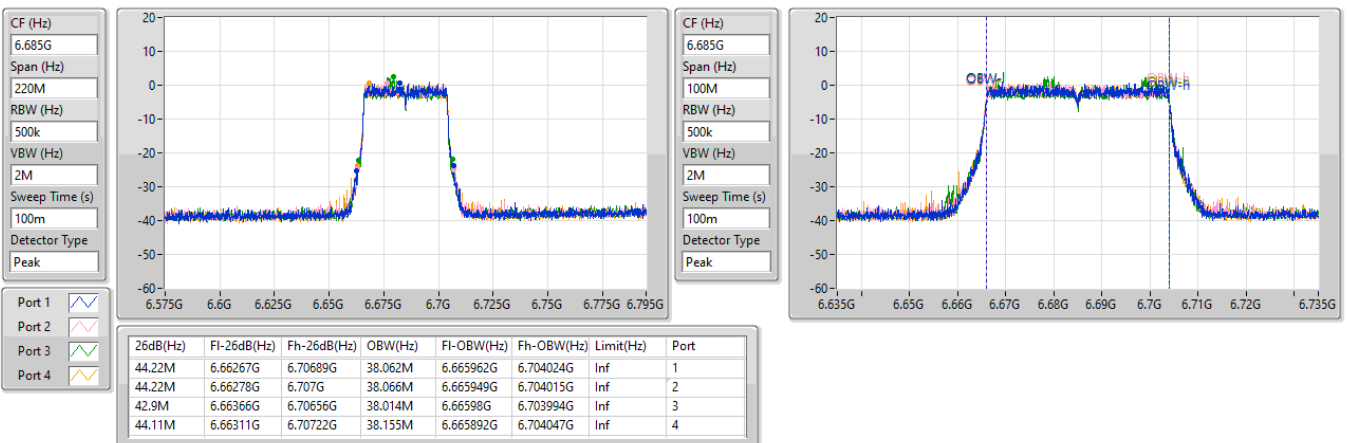 CF (Hz)
6.685G
Span (Hz)
220M
RBW (Hz)
500k
VBW (Hz)
2M
Sweep Time (s)
100m
Detector Type
Peak
20
10
0
-10
-20
-30
-40
-50
-60
6.575G 6.6G 6.625G 6.65G 6.675G 6.7G 6.725G 6.75G 6.775G 6.795G
CF (Hz)
6.685G
Span (Hz)
100M
RBW (Hz)
500k
VBW (Hz)
2M
Sweep Time (s)
100m
Detector Type
Peak
20
10
0
-10
-20
-30
-40
-50
-60
OBW-l
OBW-h
OBW-h
6.635G 6.65G 6.66G 6.67G 6.68G 6.69G 6.7G 6.71G 6.72G 6.735G
Port 1
Port 2
Port 3
Port 4
26dB(Hz) Fl-26dB(Hz) Fh-26dB(Hz) OBW(Hz) Fl-OBW(Hz) Fh-OBW(Hz) Limit(Hz) Port
44.22M 6.66267G 6.70689G 38.062M 6.665962G 6.704024G Inf 1
44.22M 6.66278G 6.707G 38.066M 6.665949G 6.704015G Inf 2
42.9M 6.66366G 6.70656G 38.014M 6.66598G 6.703994G Inf 3
44.11M 6.66311G 6.70722G 38.155M 6.665892G 6.704047G Inf 4